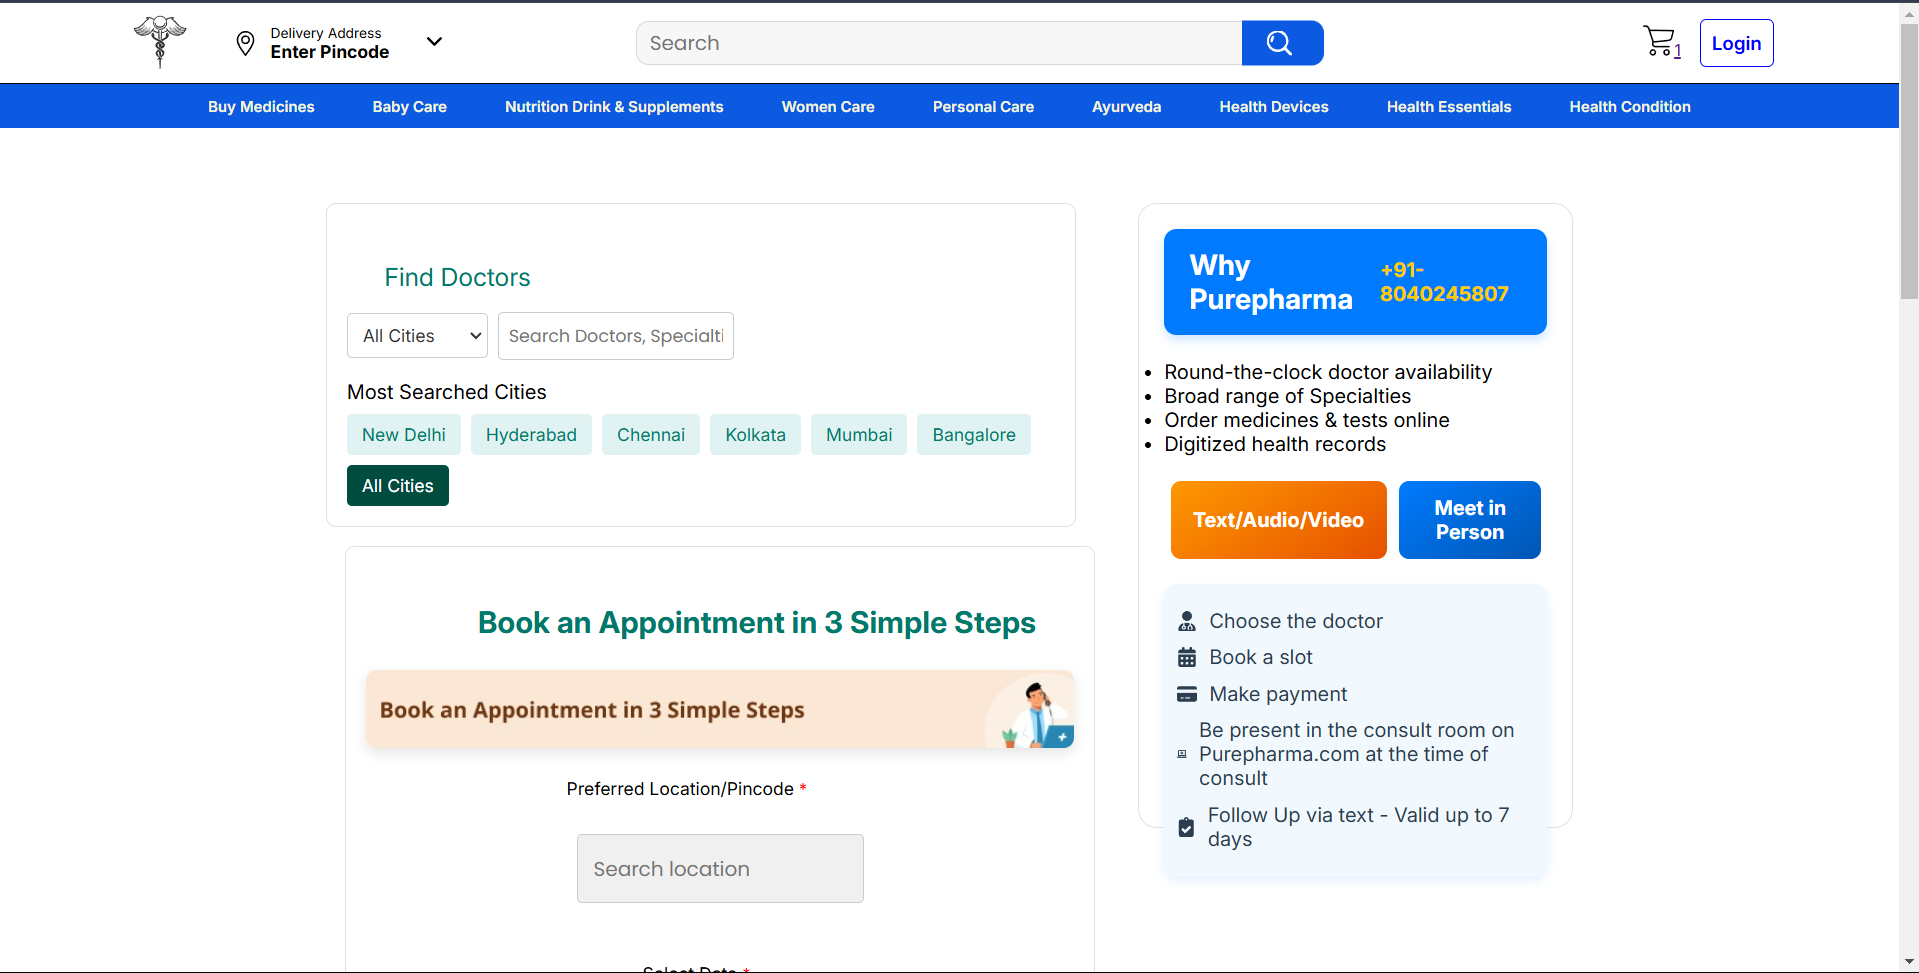 Delivery Address
Enter Pincode
Search
1
Login
Buy Medicines
Baby Care
Nutrition Drink & Supplements
Women Care
Personal Care
Ayurveda
Health Devices
Health Essentials
Health Condition
Find Doctors
All Cities
Search Doctors, Specialti
Most Searched Cities
New Delhi
Hyderabad
Chennai
Kolkata
Mumbai
Bangalore
All Cities
Book an Appointment in 3 Simple Steps
Book an Appointment in 3 Simple Steps
Preferred Location/Pincode *
Search location
Select Date *
Why
Purepharma
+91-
8040245807
Round-the-clock doctor availability
Broad range of Specialties
Order medicines & tests online
Digitized health records
Text/Audio/Video
Meet in
Person
Choose the doctor
Book a slot
Make payment
Be present in the consult room on
Purepharma.com at the time of
consult
Follow Up via text - Valid up to 7
days